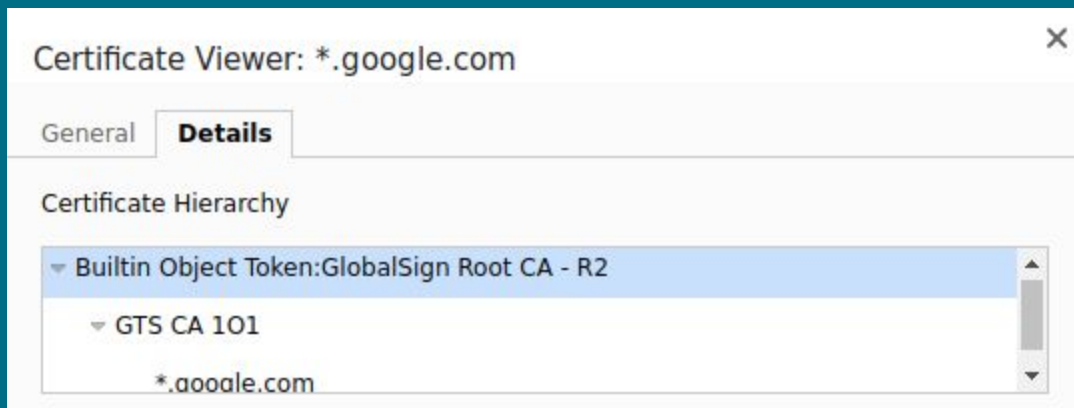 Certificate Viewer: *.google.com
General Details
Certificate Hierarchy
Builtin Object Token:GlobalSign Root CA - R2
GTS CA 1O1
*.google.com